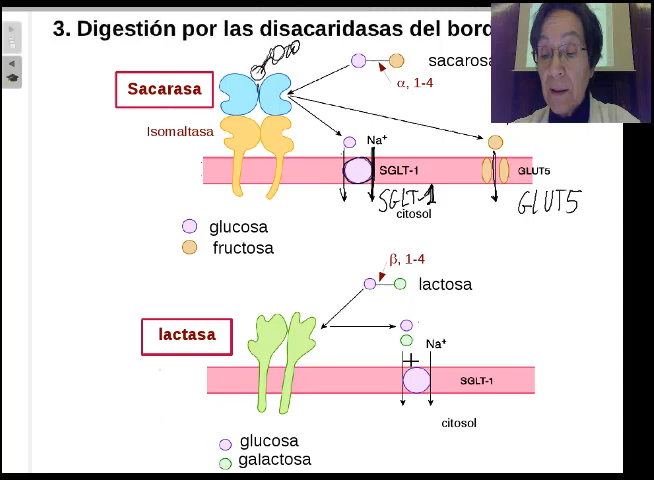 3. Digestión por las disacaridasas del bord
sacarosa
α, 1-4
Sacarasa
Isomaltasa
Na+
SGLT-1
GLUT5
SGLT-1
GLUT5
citosol
glucosa
fructosa
β, 1-4
lactosa
lactasa
Na+
+
SGLT-1
citosol
glucosa
galactosa